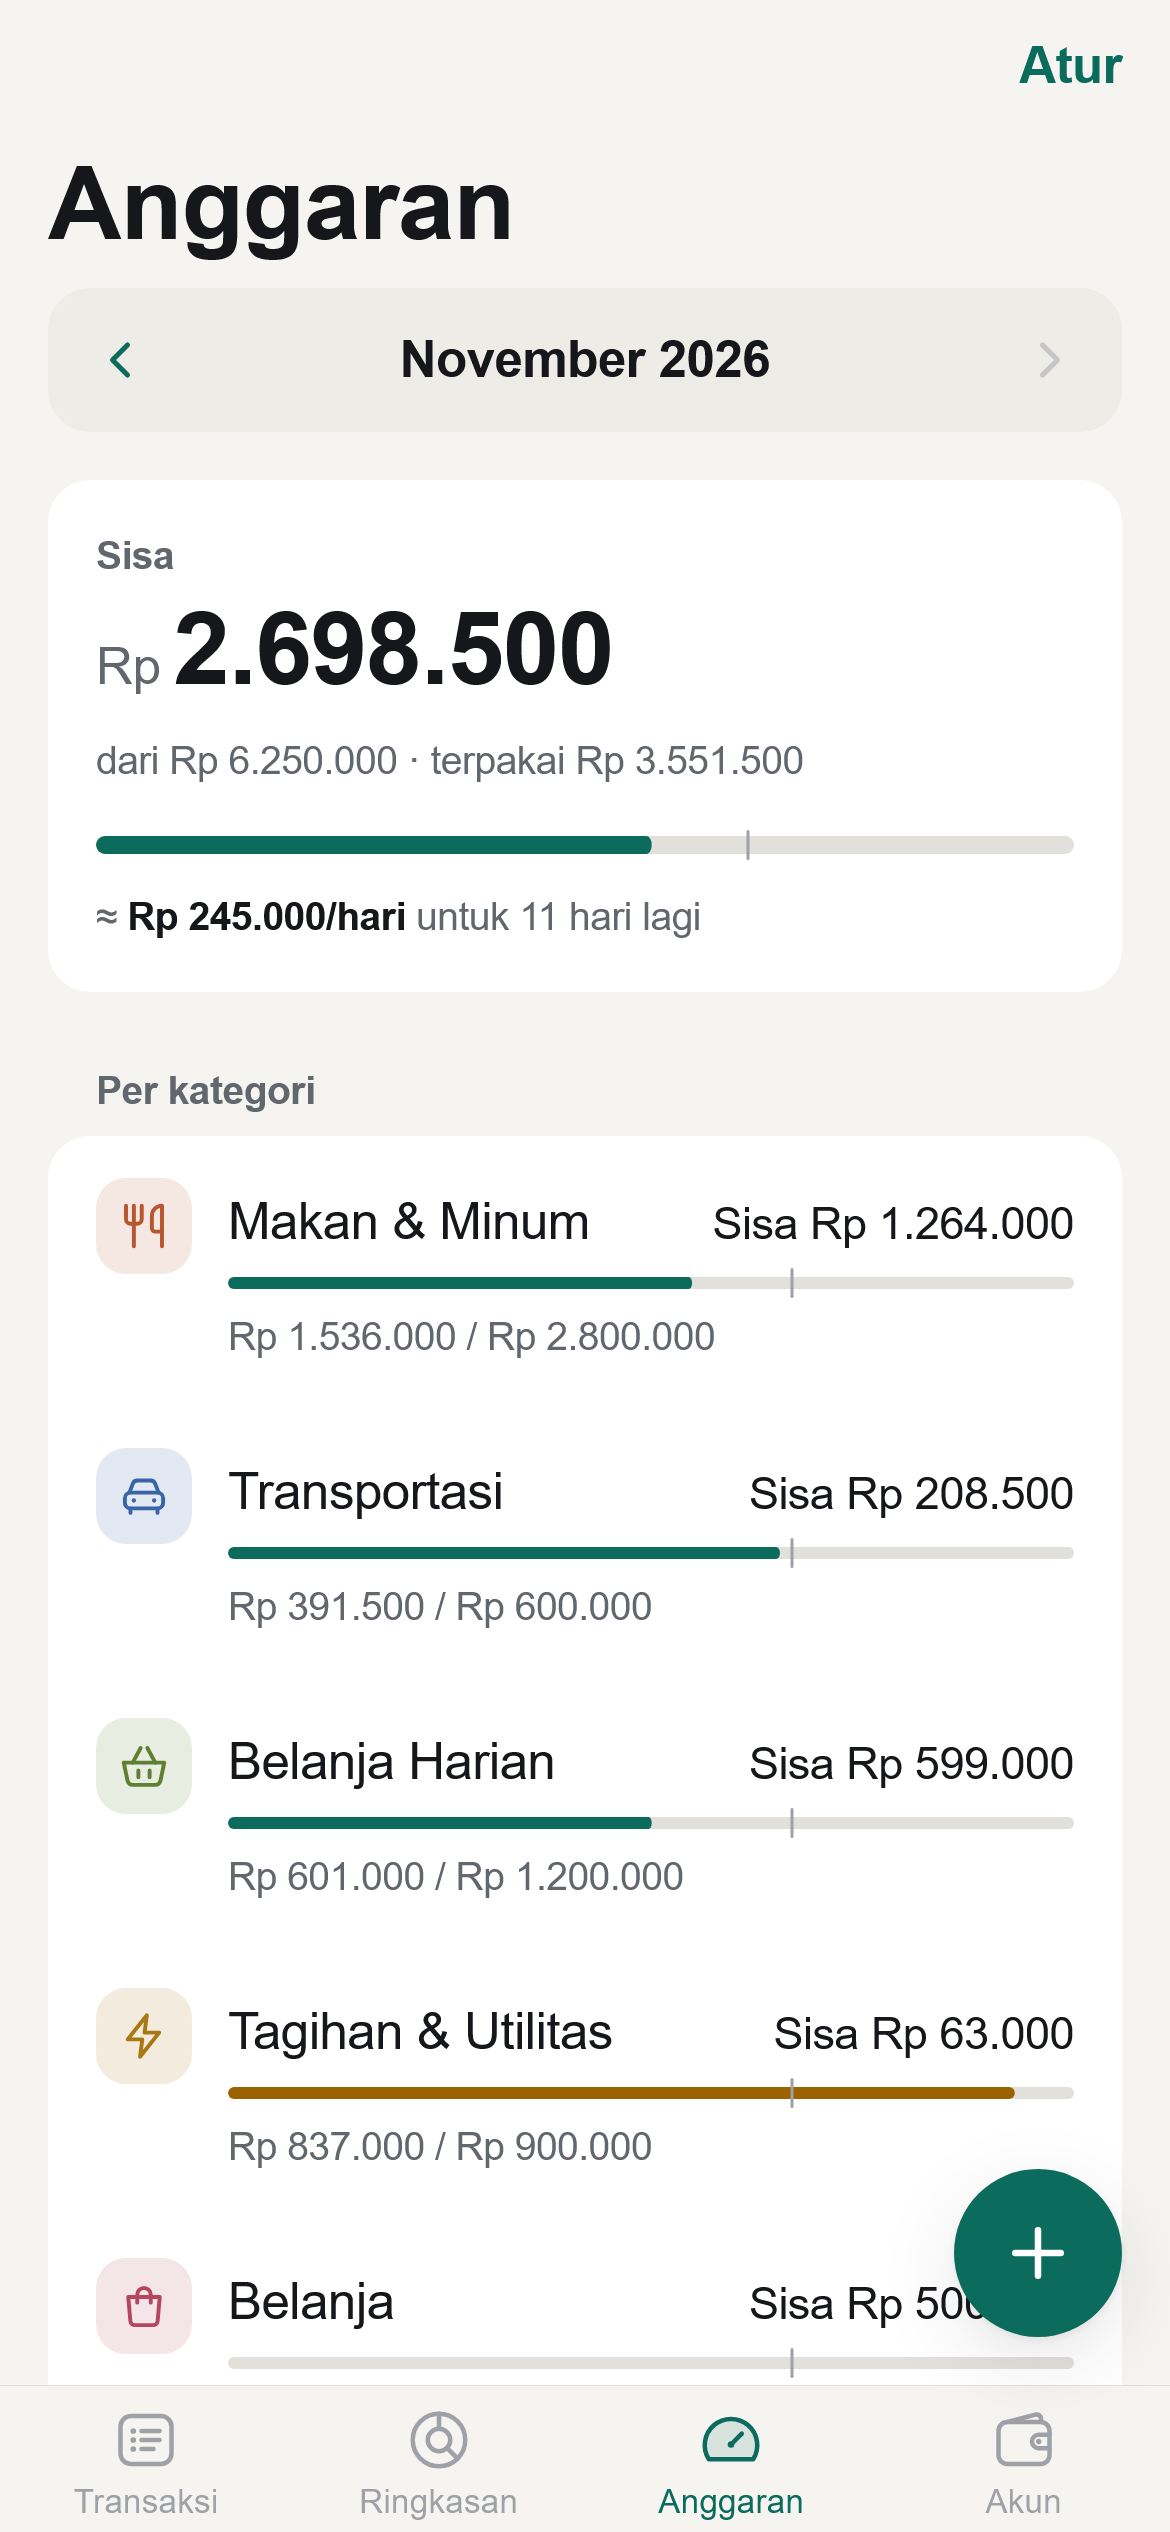 Atur
Anggaran
November 2026
Sisa
Rp 2.698.500
dari Rp 6.250.000 · terpakai Rp 3.551.500
≈ Rp 245.000/hari untuk 11 hari lagi
Per kategori
Makan & Minum Sisa Rp 1.264.000
Rp 1.536.000 / Rp 2.800.000
Transportasi Sisa Rp 208.500
Rp 391.500 / Rp 600.000
Belanja Harian Sisa Rp 599.000
Rp 601.000 / Rp 1.200.000
Tagihan & Utilitas Sisa Rp 63.000
Rp 837.000 / Rp 900.000
Belanja Sisa Rp
Transaksi Ringkasan Anggaran Akun